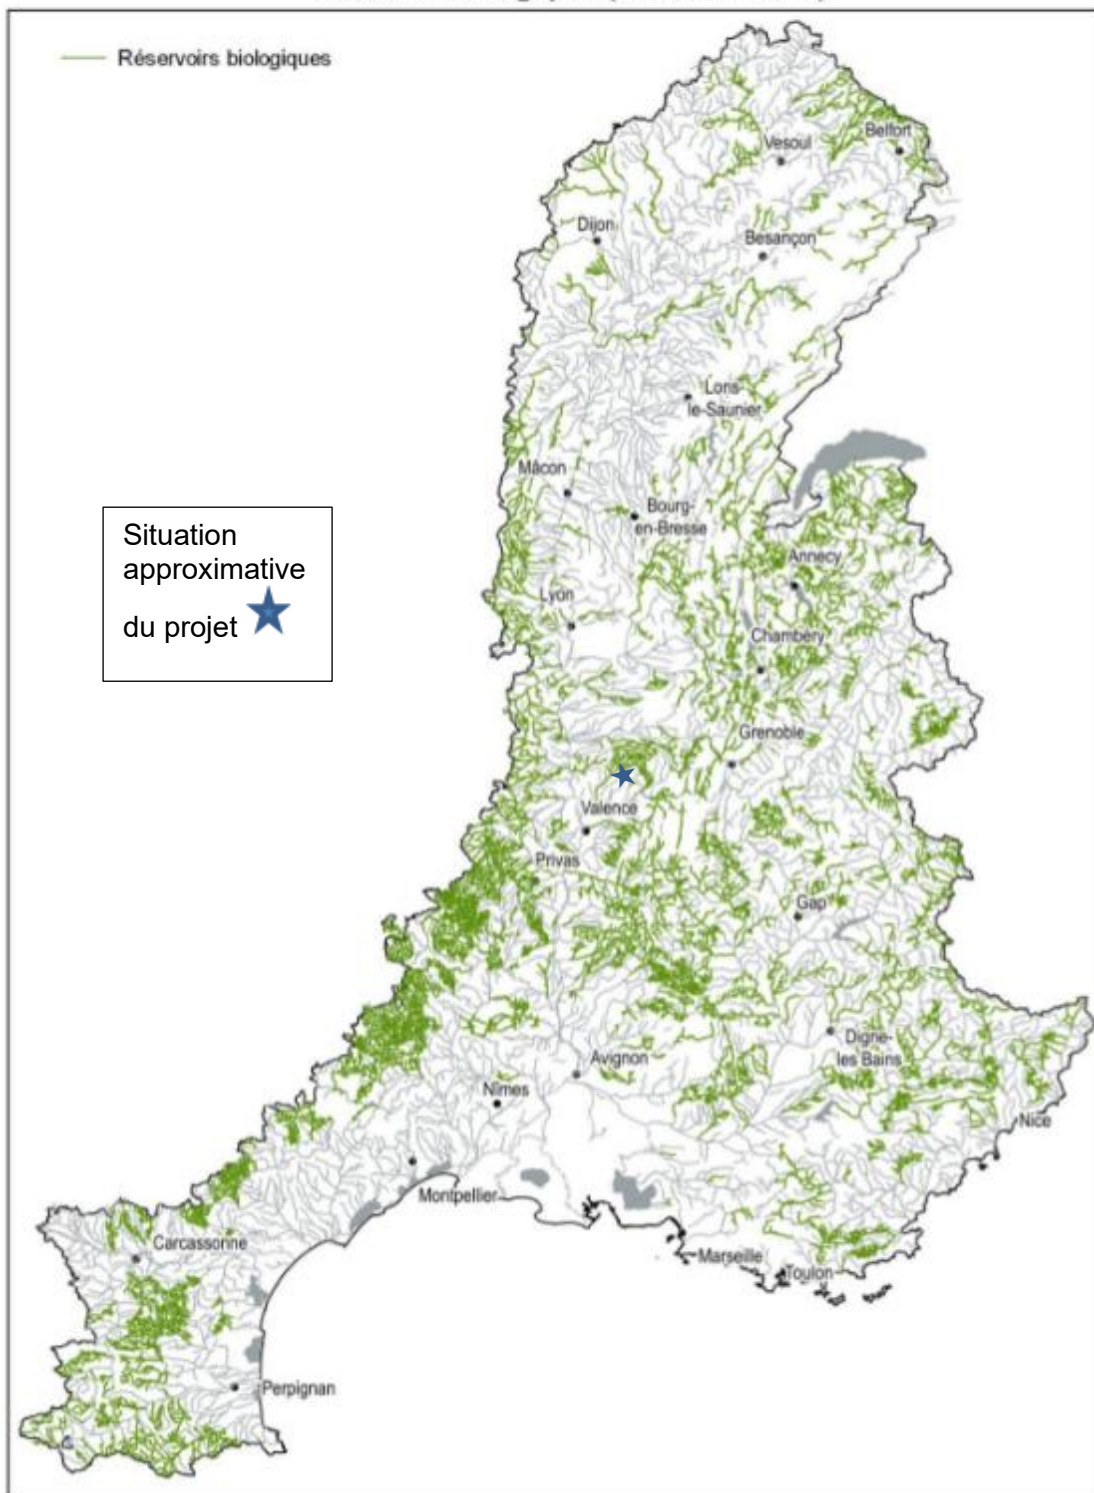 Réservoirs biologiques
Belfort
Vesoul
Dijon
Besançon
Lons-
le-Saunier
Mâcon
Bourg-
en-Bresse
Situation
approximative
du projet
Annecy
Lyon
Chambéry
Grenoble
Valence
Privas
Gap
Digne-
les Bains
Avignon
Nîmes
Nice
Montpellier
Carcassonne
Marseille
Toulon
Perpignan